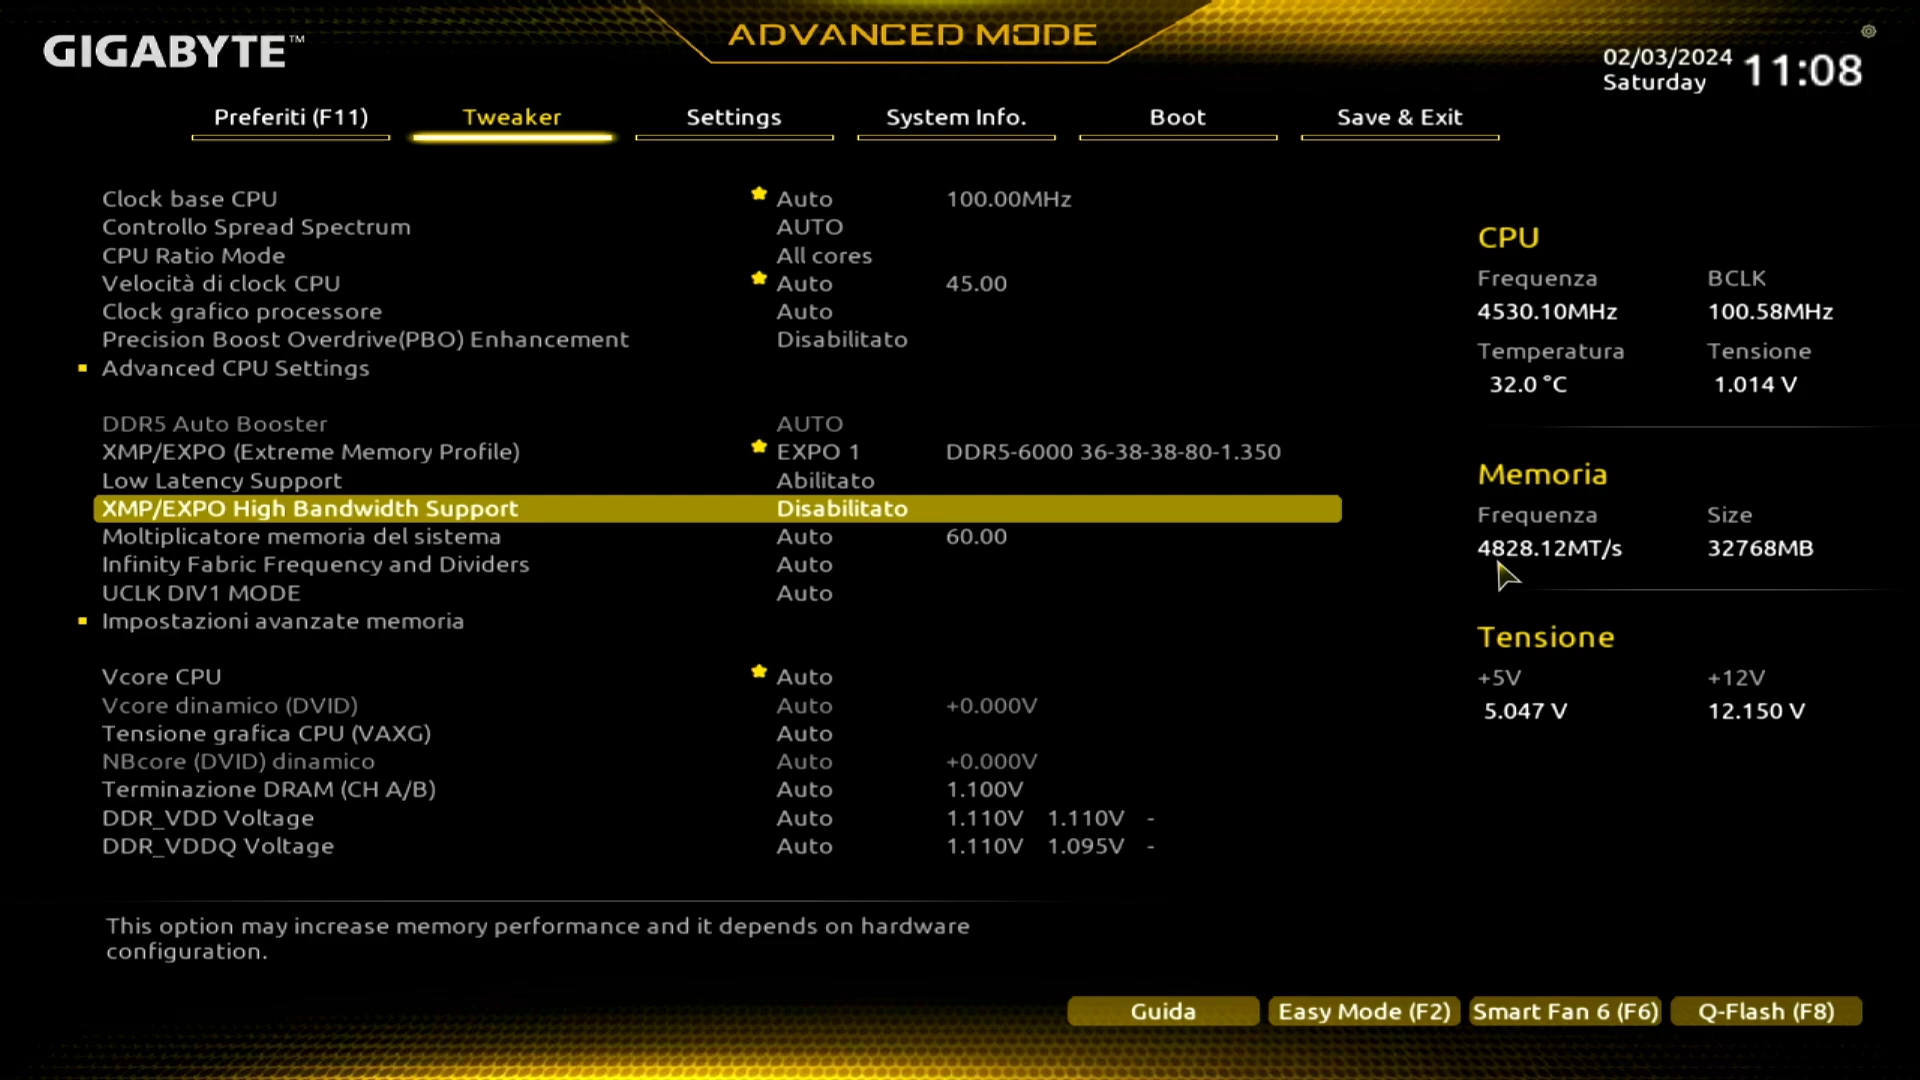 GIGABYTE™
ADVANCED MODE
02/03/2024
Saturday
11:08
Preferiti (F11) Tweaker Settings System Info. Boot Save & Exit
Clock base CPU Auto 100.00MHz
Controllo Spread Spectrum AUTO
CPU Ratio Mode All cores
Velocità di clock CPU Auto 45.00
Clock grafico processore Auto
Precision Boost Overdrive(PBO) Enhancement Disabilitato
Advanced CPU Settings
DDR5 Auto Booster AUTO
XMP/EXPO (Extreme Memory Profile) EXPO 1 DDR5-6000 36-38-38-80-1.350
Low Latency Support Abilitato
XMP/EXPO High Bandwidth Support Disabilitato
Moltiplicatore memoria del sistema Auto 60.00
Infinity Fabric Frequency and Dividers Auto
UCLK DIV1 MODE Auto
Impostazioni avanzate memoria
Vcore CPU Auto
Vcore dinamico (DVID) Auto +0.000V
Tensione grafica CPU (VAXG) Auto
NBcore (DVID) dinamico Auto +0.000V
Terminazione DRAM (CH A/B) Auto 1.100V
DDR_VDD Voltage Auto 1.110V 1.110V -
DDR_VDDQ Voltage Auto 1.110V 1.095V -
CPU
Frequenza BCLK
4530.10MHz 100.58MHz
Temperatura Tensione
32.0 °C 1.014 V
Memoria
Frequenza Size
4828.12MT/s 32768MB
Tensione
+5V +12V
5.047 V 12.150 V
This option may increase memory performance and it depends on hardware
configuration.
Guida Easy Mode (F2) Smart Fan 6 (F6) Q-Flash (F8)